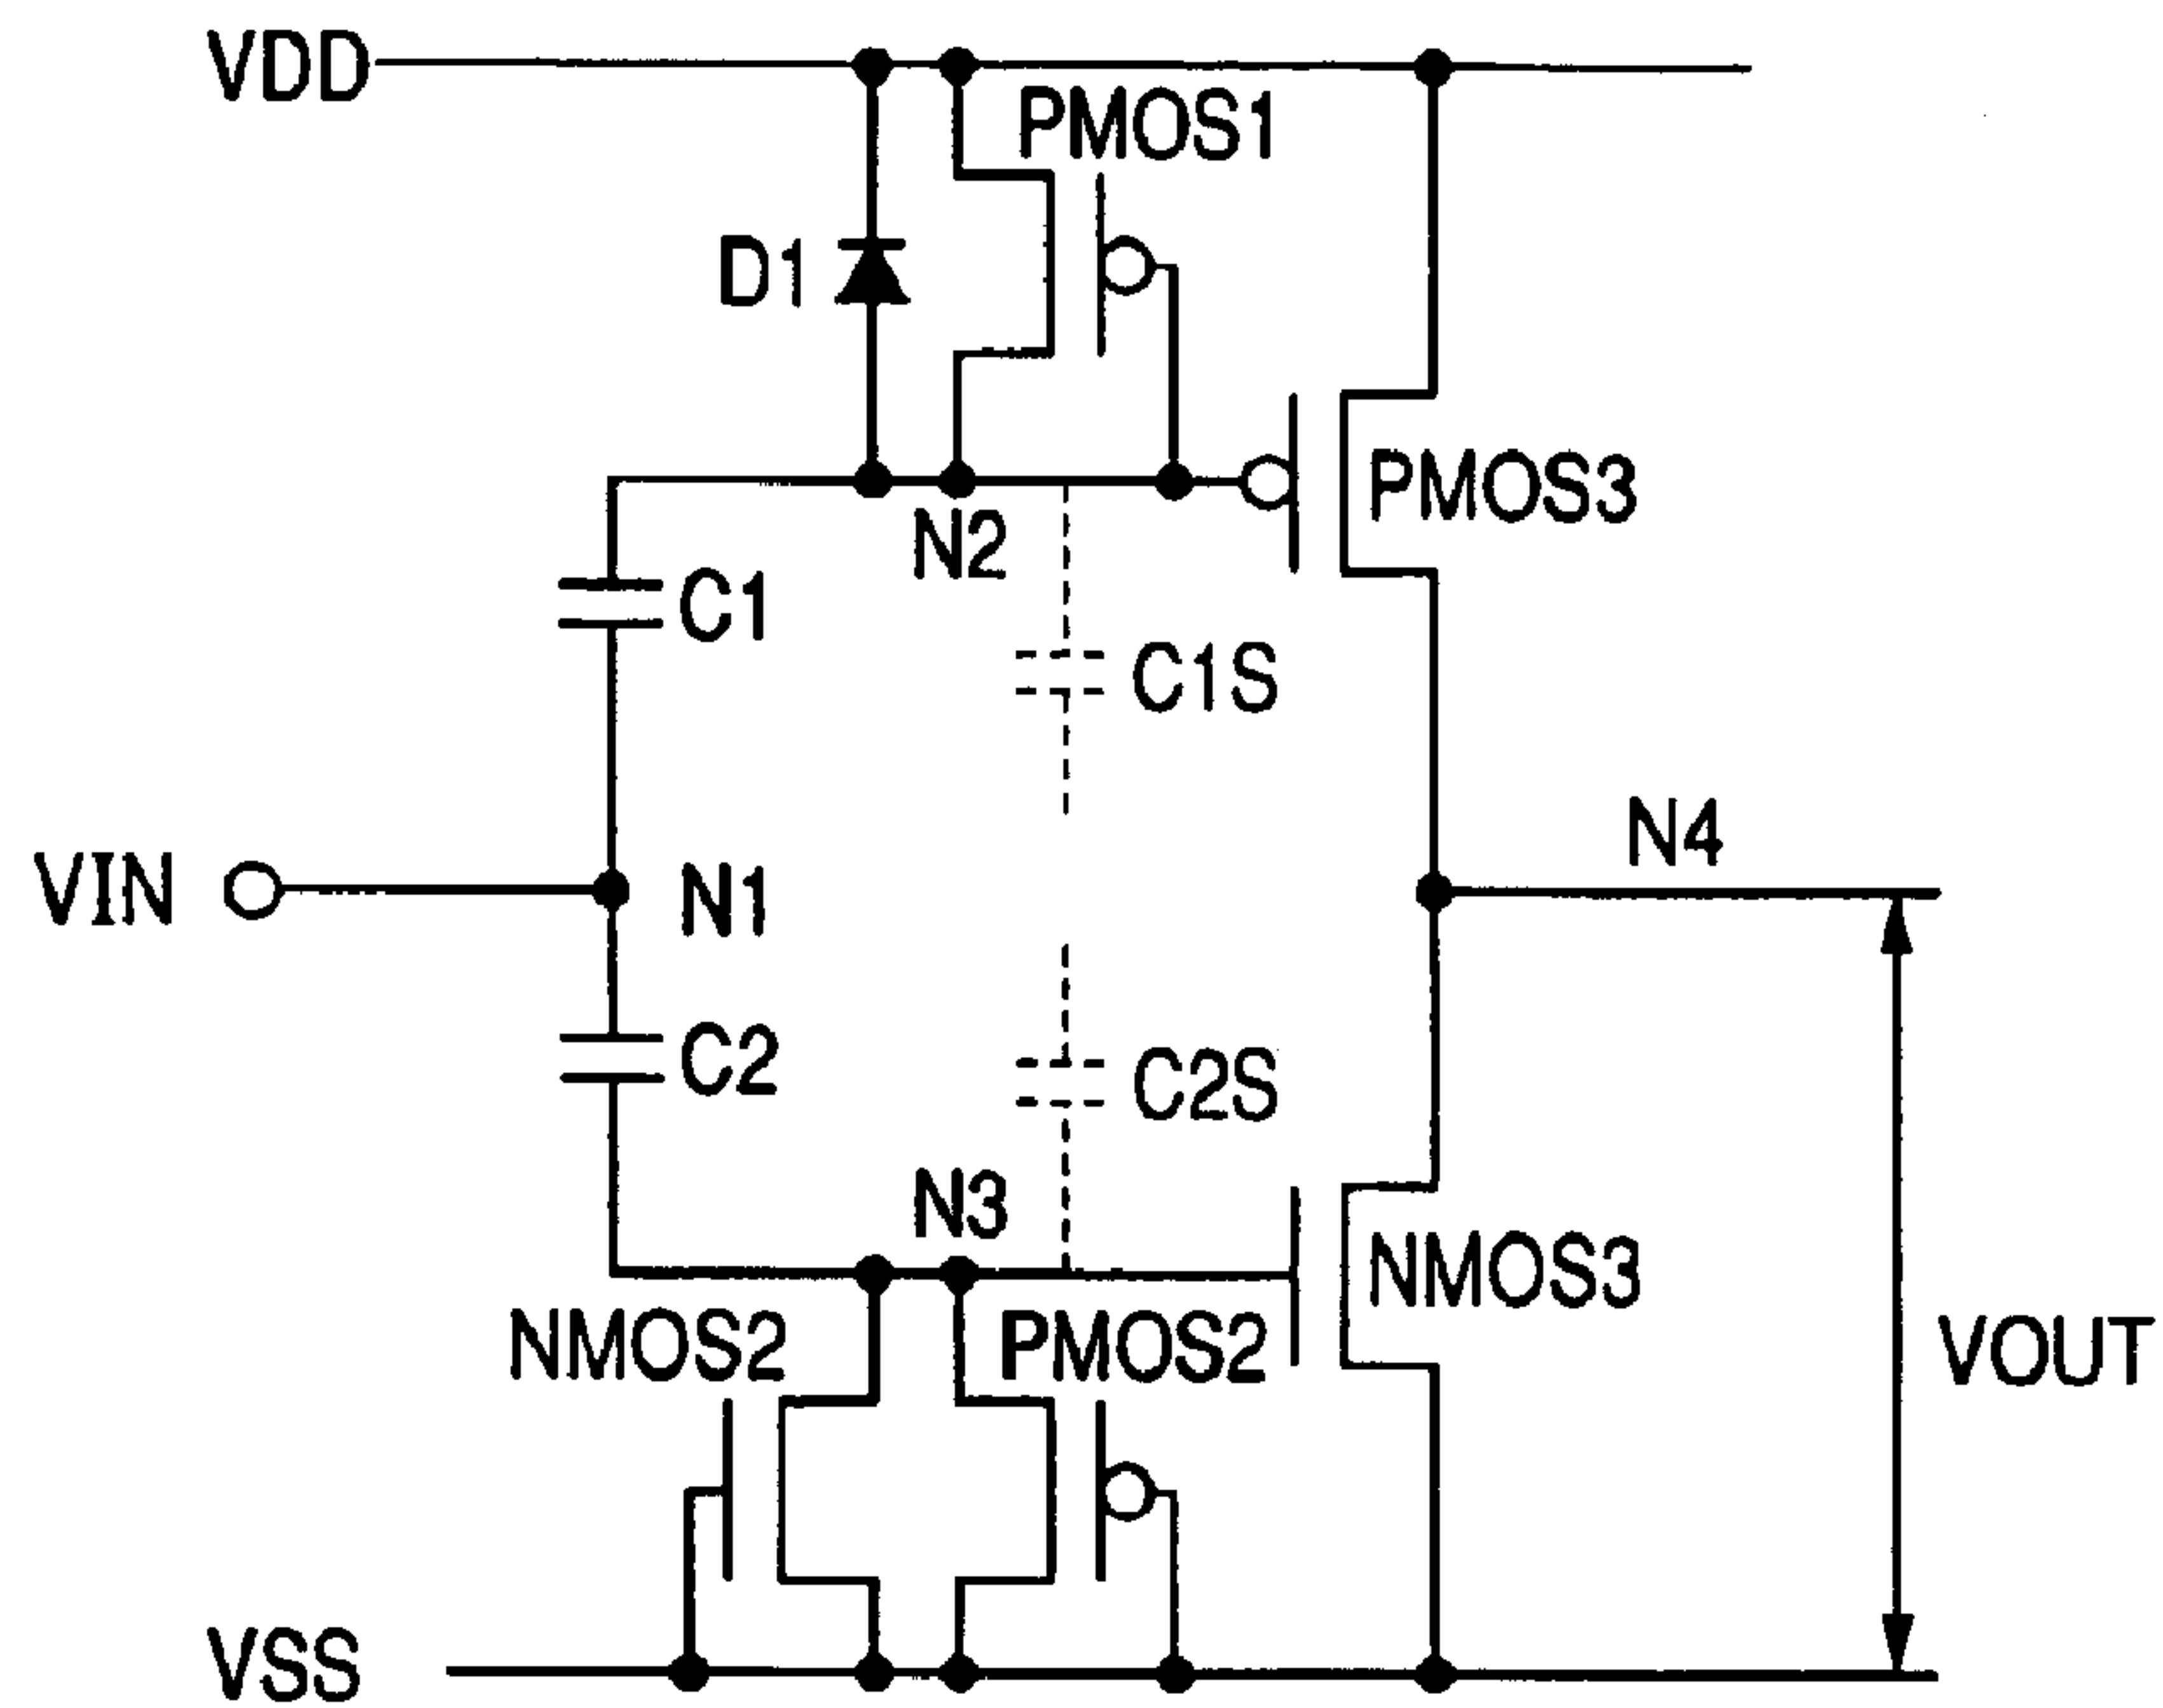 VDD
PMOS1
D1
PMOS3
N2
C1
C1S
N4
VIN
N1
C2
C2S
N3
NMOS3
NMOS2
PMOS2
VOUT
VSS